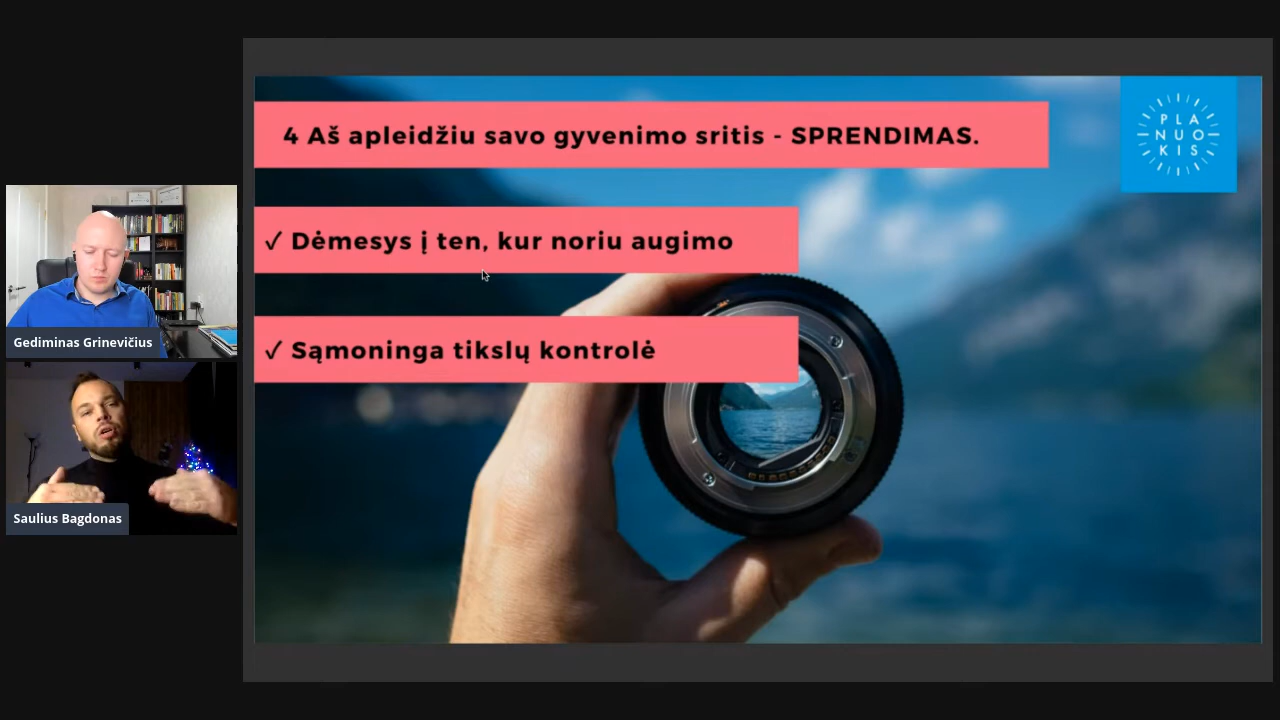 4 Aš apleidžiu savo gyvenimo sritis - SPRENDIMAS.
PLA
NUO
KIS
✓ Dėmesys į ten, kur noriu augimo
✓ Sąmoninga tikslų kontrolė
Gediminas Grinevičius
Saulius Bagdonas